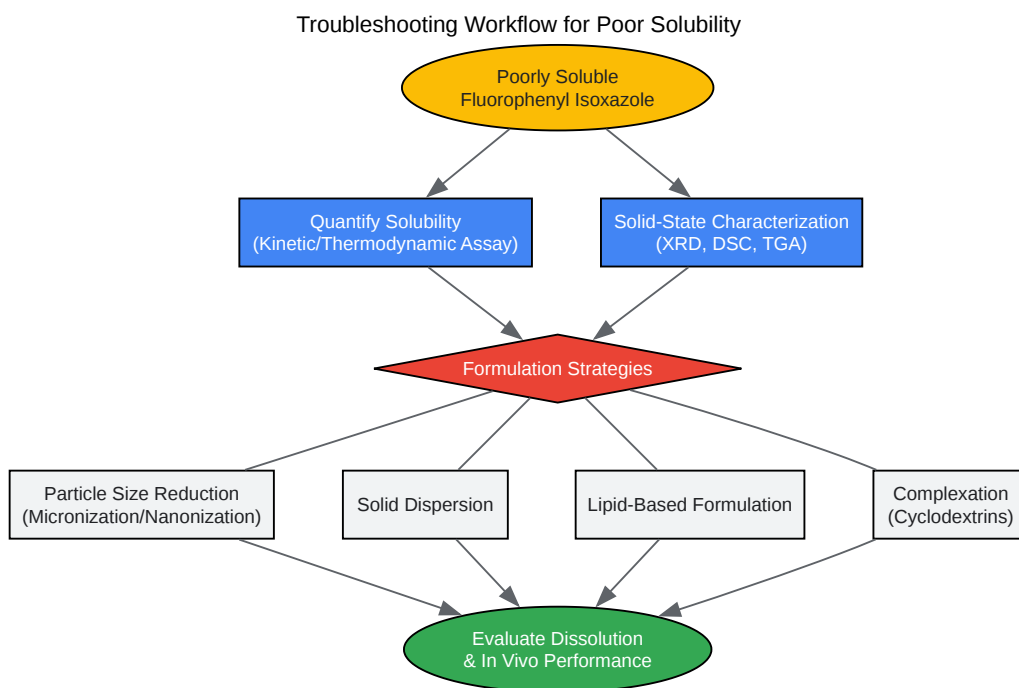 Troubleshooting Workflow for Poor Solubility
Poorly Soluble
Fluorophenyl Isoxazole
Quantify Solubility
(Kinetic/Thermodynamic Assay)
Solid-State Characterization
(XRD, DSC, TGA)
Formulation Strategies
Particle Size Reduction
(Micronization/Nanonization)
Solid Dispersion
Lipid-Based Formulation
Complexation
(Cyclodextrins)
Evaluate Dissolution
& In Vivo Performance